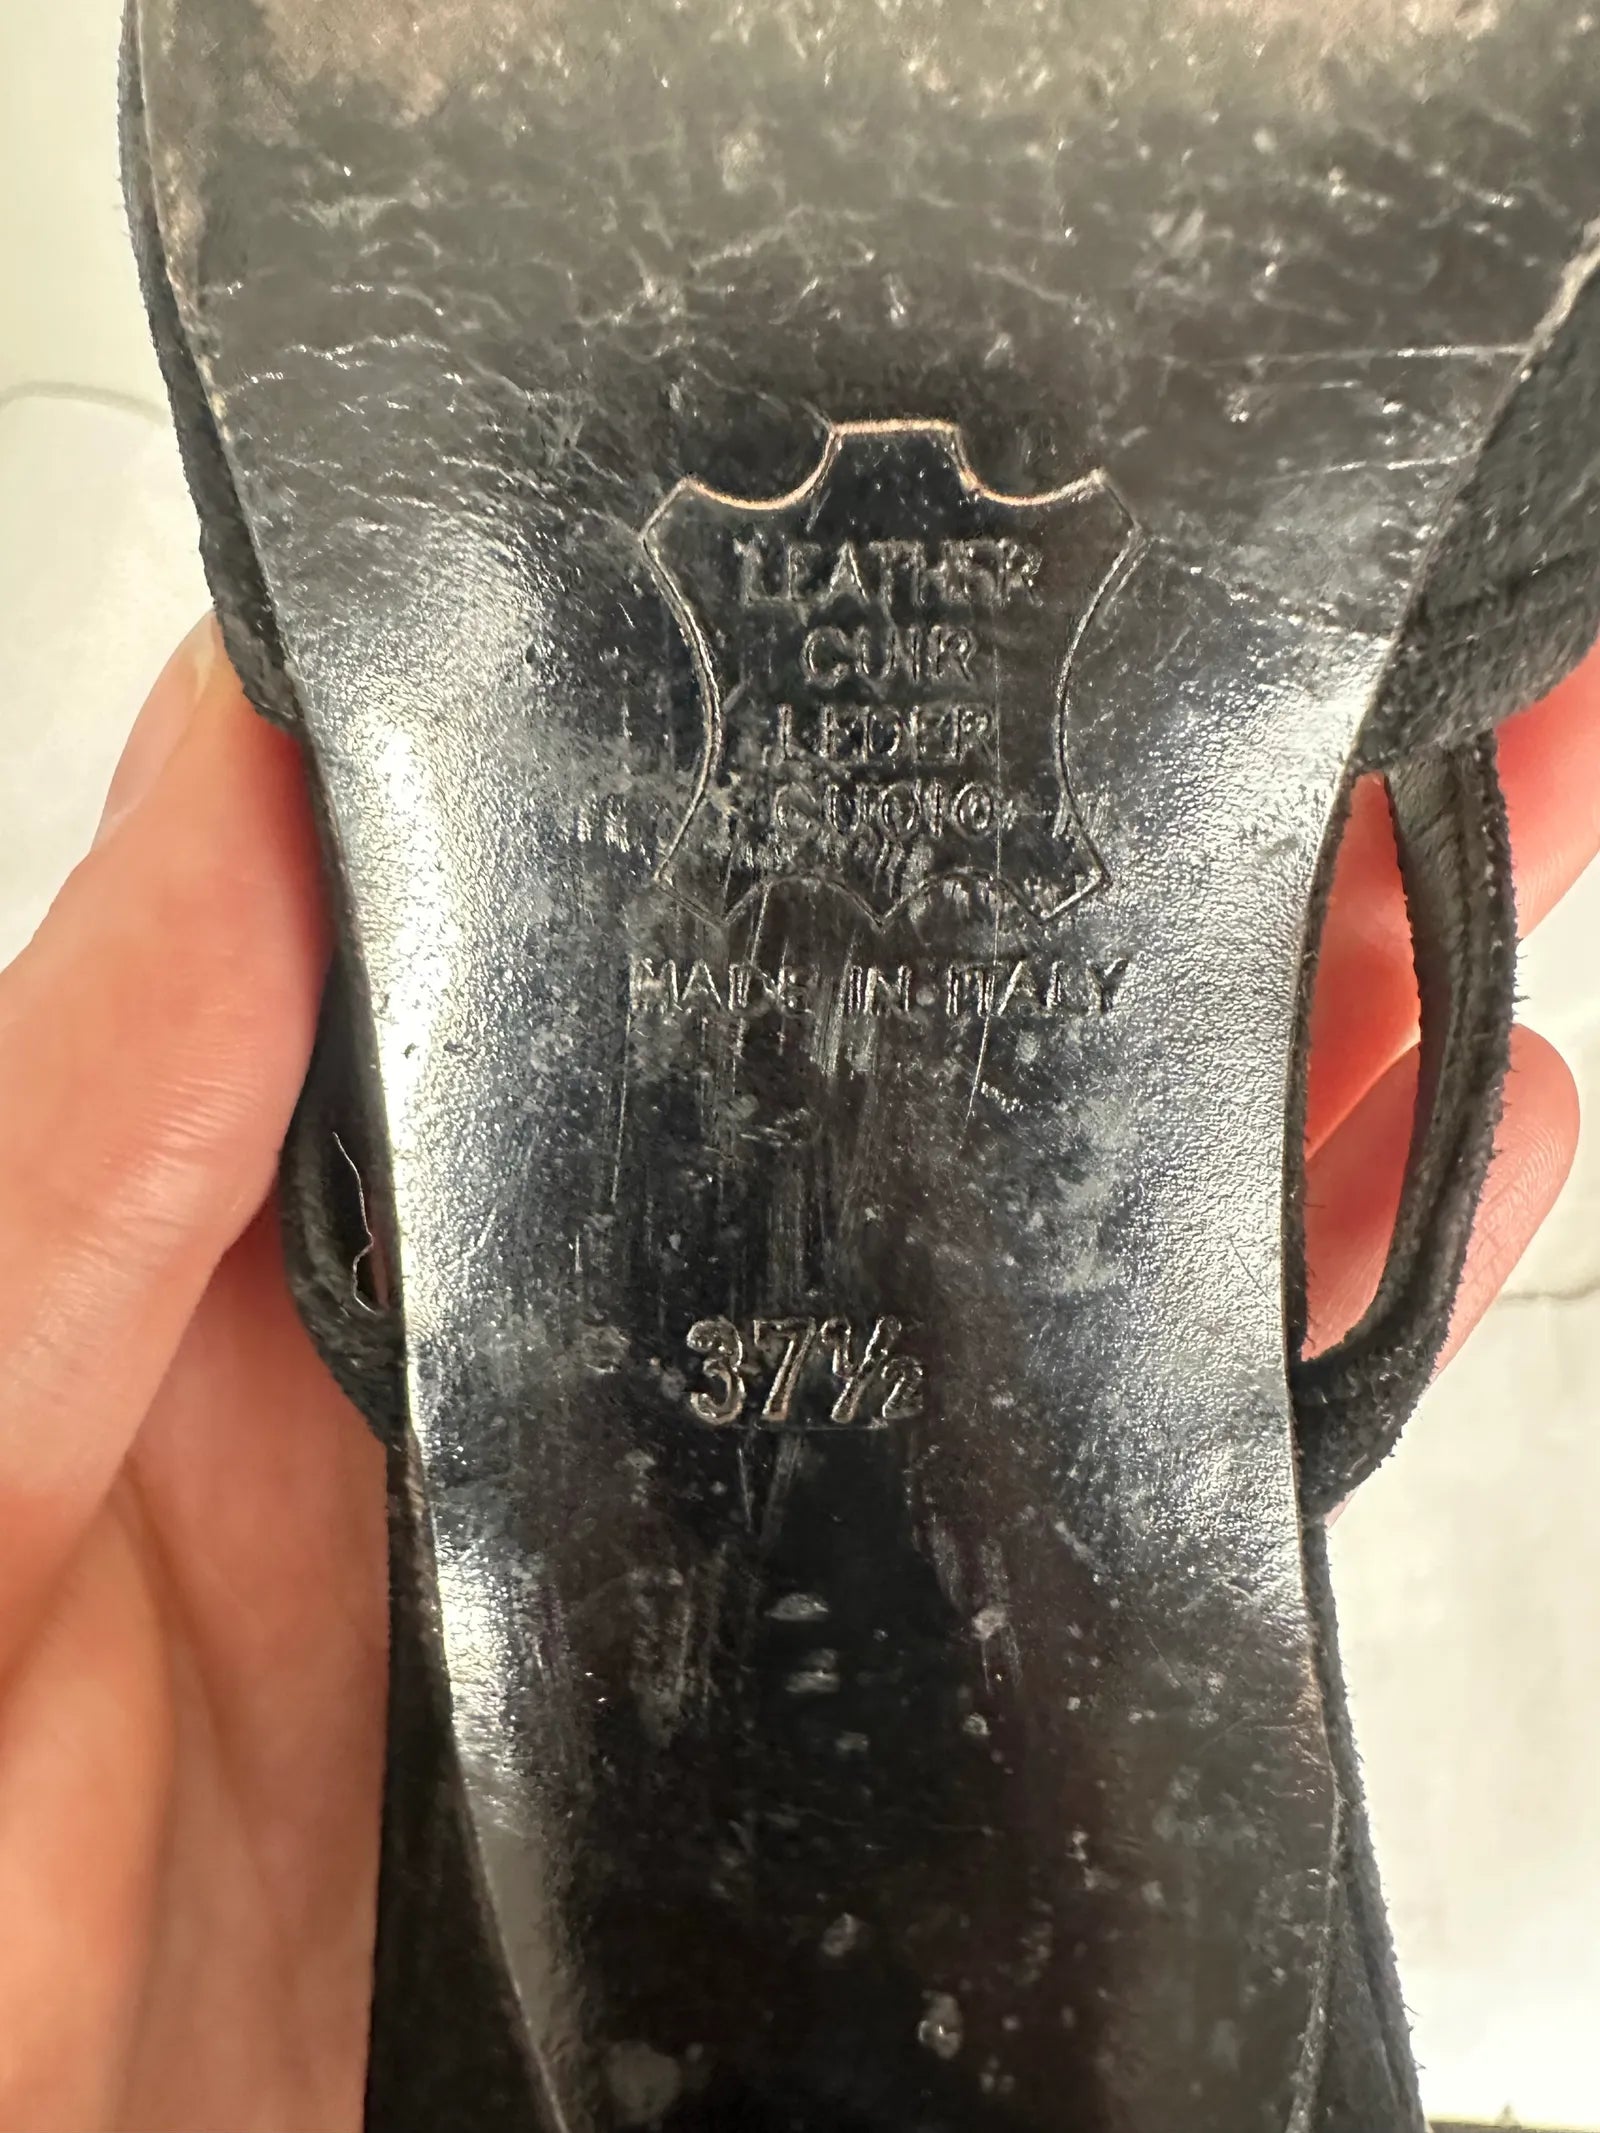 LEATHER
CUIR
LEDER
CUOIO
MADE IN ITALY
37½